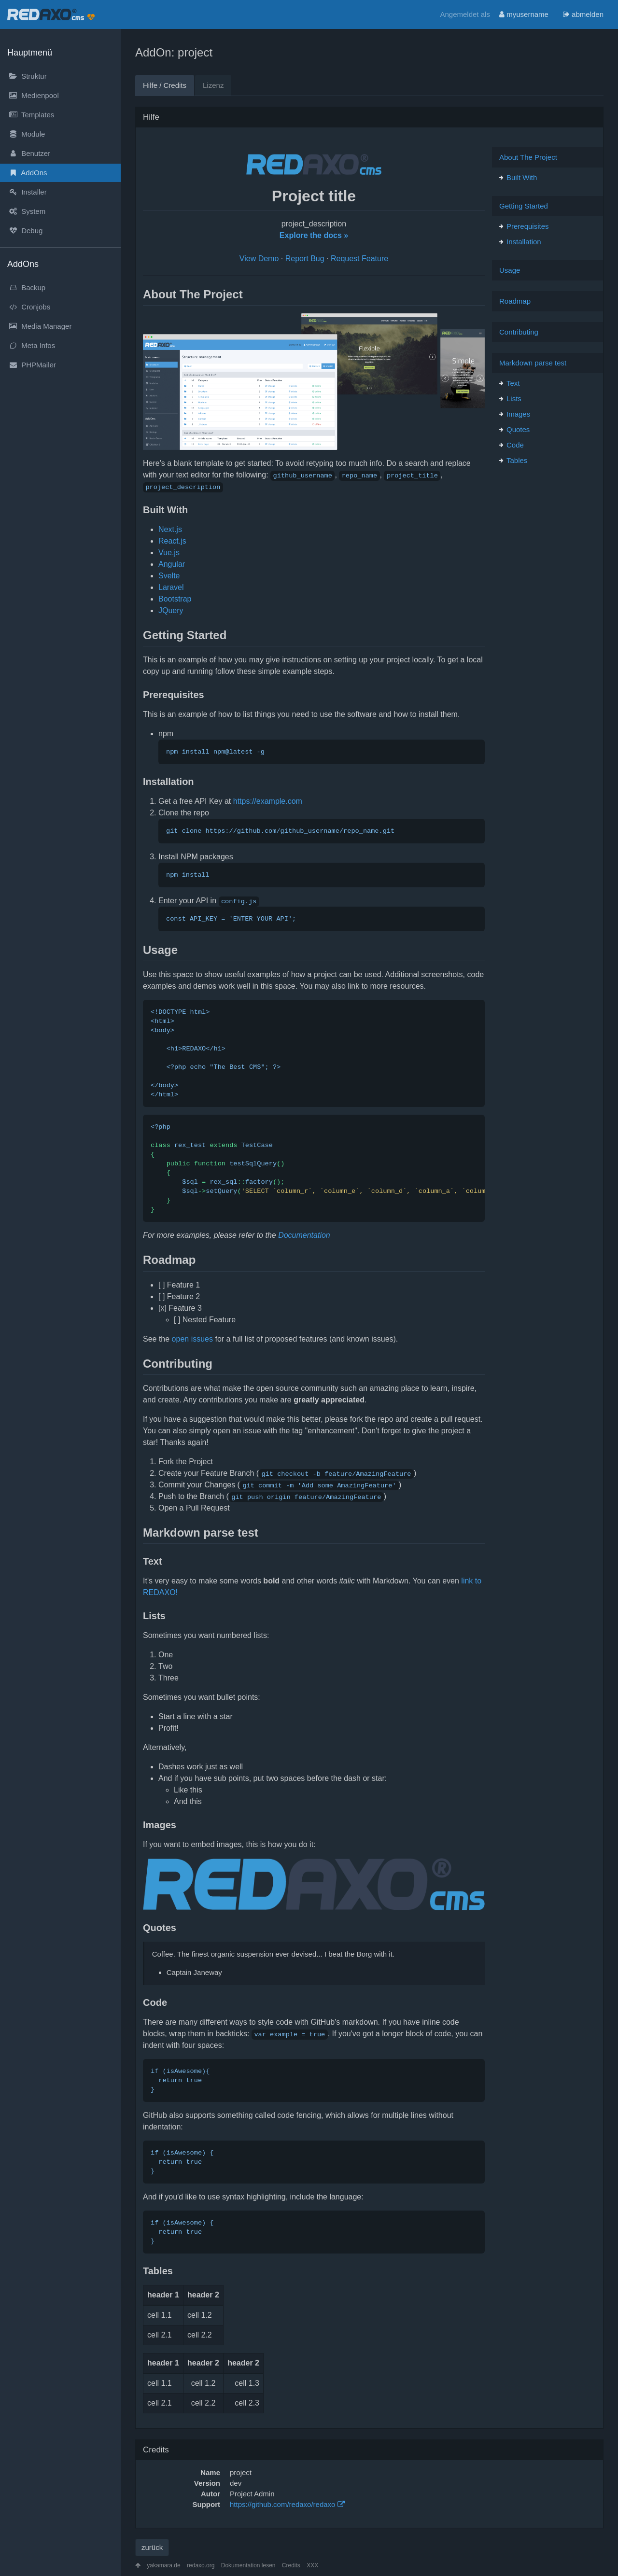 REDAXO cms
Angemeldet als myusername abmelden
Hauptmenü
Struktur
Medienpool
Templates
Module
Benutzer
AddOns
Installer
System
Debug
AddOns
Backup
Cronjobs
Media Manager
Meta Infos
PHPMailer
AddOn: project
Hilfe / Credits Lizenz
Hilfe
REDAXO®cms
Project title
project_description
Explore the docs »
View Demo · Report Bug · Request Feature
About The Project
Structure management
Flexible
Simple
Here's a blank template to get started: To avoid retyping too much info. Do a search and replace
with your text editor for the following: github_username, repo_name, project_title,
project_description
Built With
Next.js
React.js
Vue.js
Angular
Svelte
Laravel
Bootstrap
JQuery
Getting Started
This is an example of how you may give instructions on setting up your project locally. To get a local
copy up and running follow these simple example steps.
Prerequisites
This is an example of how to list things you need to use the software and how to install them.
npm
npm install npm@latest -g
Installation
1. Get a free API Key at https://example.com
2. Clone the repo
git clone https://github.com/github_username/repo_name.git
3. Install NPM packages
npm install
4. Enter your API in config.js
const API_KEY = 'ENTER YOUR API';
Usage
Use this space to show useful examples of how a project can be used. Additional screenshots, code
examples and demos work well in this space. You may also link to more resources.
<!DOCTYPE html>
<html>
<body>
<h1>REDAXO</h1>
<?php echo "The Best CMS"; ?>
</body>
</html>
<?php
class rex_test extends TestCase
{
public function testSqlQuery()
{
$sql = rex_sql::factory();
$sql->setQuery('SELECT `column_r`, `column_e`, `column_d`, `column_a`, `colum
}
}
For more examples, please refer to the Documentation
Roadmap
[ ] Feature 1
[ ] Feature 2
[x] Feature 3
[ ] Nested Feature
See the open issues for a full list of proposed features (and known issues).
Contributing
Contributions are what make the open source community such an amazing place to learn, inspire,
and create. Any contributions you make are greatly appreciated.
If you have a suggestion that would make this better, please fork the repo and create a pull request.
You can also simply open an issue with the tag "enhancement". Don't forget to give the project a
star! Thanks again!
1. Fork the Project
2. Create your Feature Branch (git checkout -b feature/AmazingFeature)
3. Commit your Changes (git commit -m 'Add some AmazingFeature')
4. Push to the Branch (git push origin feature/AmazingFeature)
5. Open a Pull Request
Markdown parse test
Text
It's very easy to make some words bold and other words italic with Markdown. You can even link to
REDAXO!
Lists
Sometimes you want numbered lists:
1. One
2. Two
3. Three
Sometimes you want bullet points:
Start a line with a star
Profit!
Alternatively,
Dashes work just as well
And if you have sub points, put two spaces before the dash or star:
Like this
And this
Images
If you want to embed images, this is how you do it:
REDAXO®cms
Quotes
Coffee. The finest organic suspension ever devised... I beat the Borg with it.
Captain Janeway
Code
There are many different ways to style code with GitHub's markdown. If you have inline code
blocks, wrap them in backticks: var example = true. If you've got a longer block of code, you can
indent with four spaces:
if (isAwesome){
return true
}
GitHub also supports something called code fencing, which allows for multiple lines without
indentation:
if (isAwesome) {
return true
}
And if you'd like to use syntax highlighting, include the language:
if (isAwesome) {
return true
}
Tables
header 1 header 2
cell 1.1 cell 1.2
cell 2.1 cell 2.2
header 1 header 2 header 2
cell 1.1 cell 1.2 cell 1.3
cell 2.1 cell 2.2 cell 2.3
About The Project
Built With
Getting Started
Prerequisites
Installation
Usage
Roadmap
Contributing
Markdown parse test
Text
Lists
Images
Quotes
Code
Tables
Credits
Name project
Version dev
Autor Project Admin
Support https://github.com/redaxo/redaxo
zurück
yakamara.de redaxo.org Dokumentation lesen Credits XXX